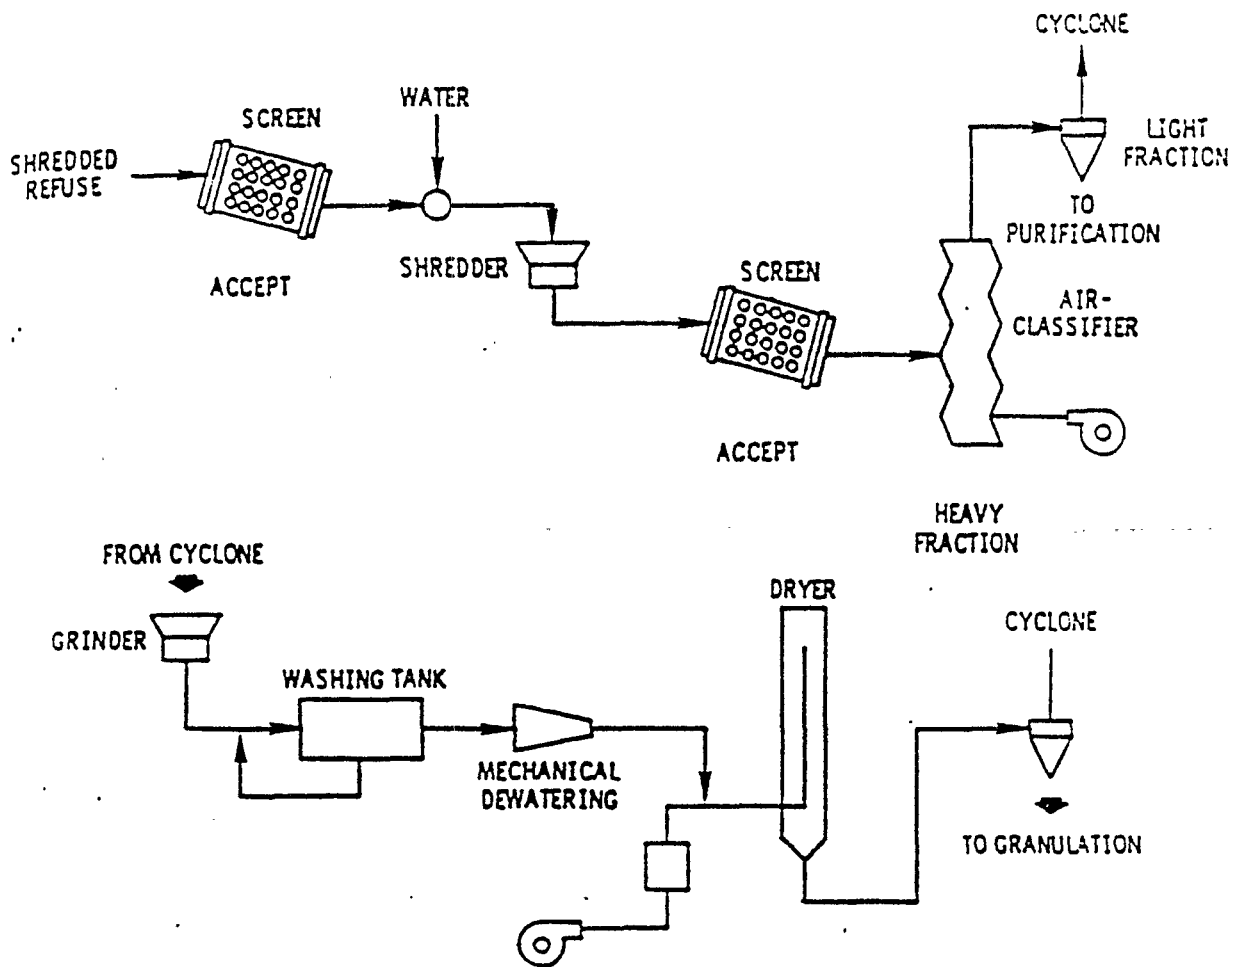 CYCLONE
WATER
SCREEN
LIGHT
FRACTION
SHREDDED
REFUSE
TO
PURIFICATION
SHREDDER
SCREEN
ACCEPT
AIR-
CLASSIFIER
ACCEPT
HEAVY
FRACTION
FROM CYCLONE
DRYER
GRINDER
CYCLONE
WASHING TANK
MECHANICAL
DEWATERING
TO GRANULATION